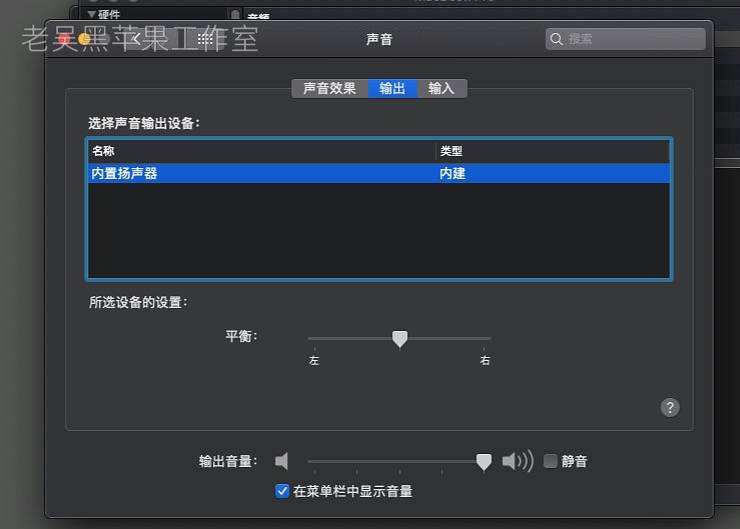 硬件
音频
老吴黑苹果工作室
声音
搜索
声音效果 输出 输入
选择声音输出设备：
名称 类型
内置扬声器 内建
所选设备的设置：
平衡：
左 右
?
输出音量： 静音
在菜单栏中显示音量